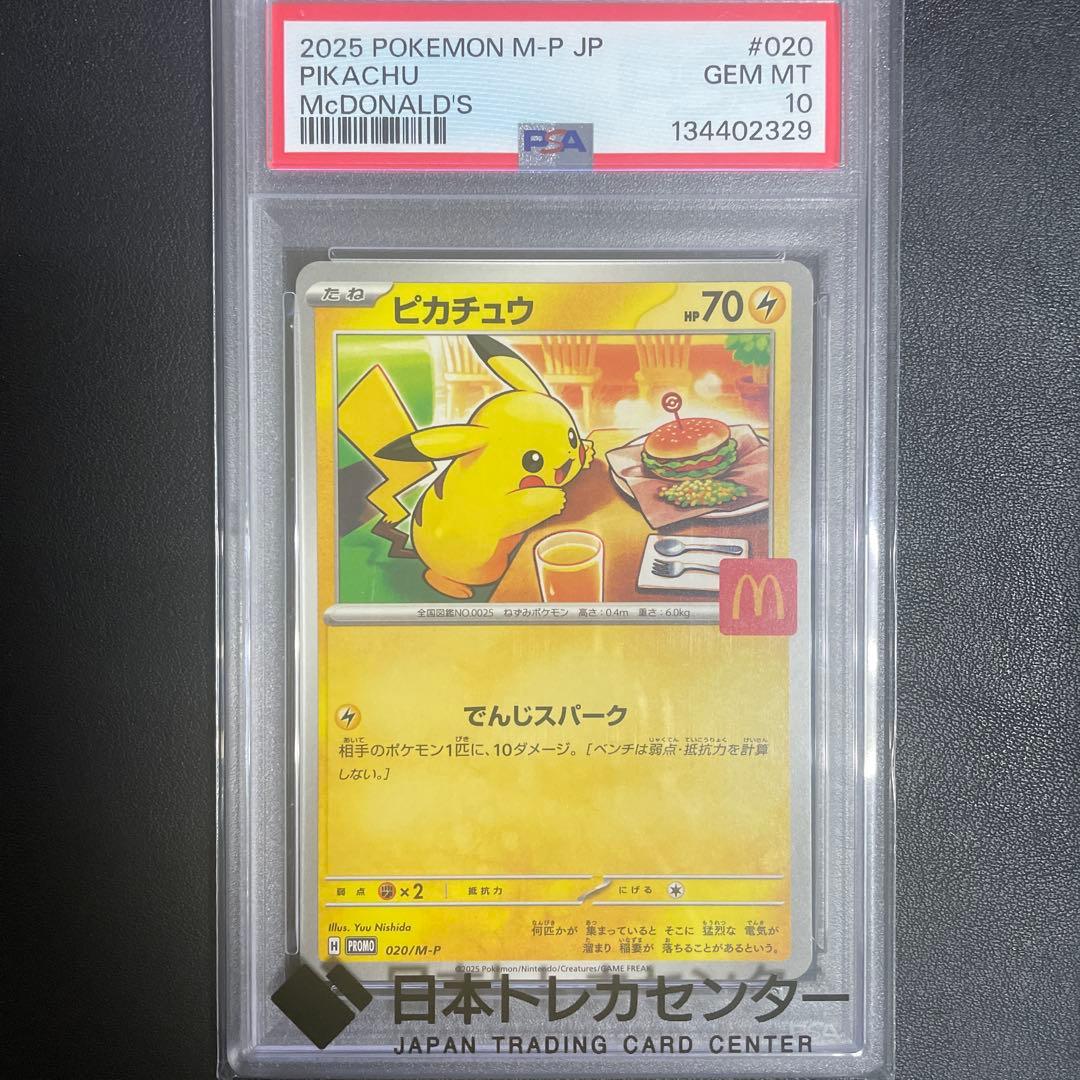 2025 POKEMON M-P JP #020
PIKACHU GEM MT
McDONALD'S 10
PSA 134402329
たね ピカチュウ HP70
全国図鑑NO.0025 ねずみポケモン 高さ:0.4m 重さ:6.0kg
M
でんじスパーク
相手のポケモン1匹に、10ダメージ。[ベンチは弱点・抵抗力を計算
しない。]
弱点 ×2 抵抗力 にげる
Illus. Yuu Nishida
何匹かが 集まっていると そこに 猛烈な 電気が
溜まり 稲妻が 落ちることがあるという。
H PROMO 020/M-P
©2025 Pokémon/Nintendo/Creatures/GAME FREAK
日本トレカセンター
JAPAN TRADING CARD CENTER